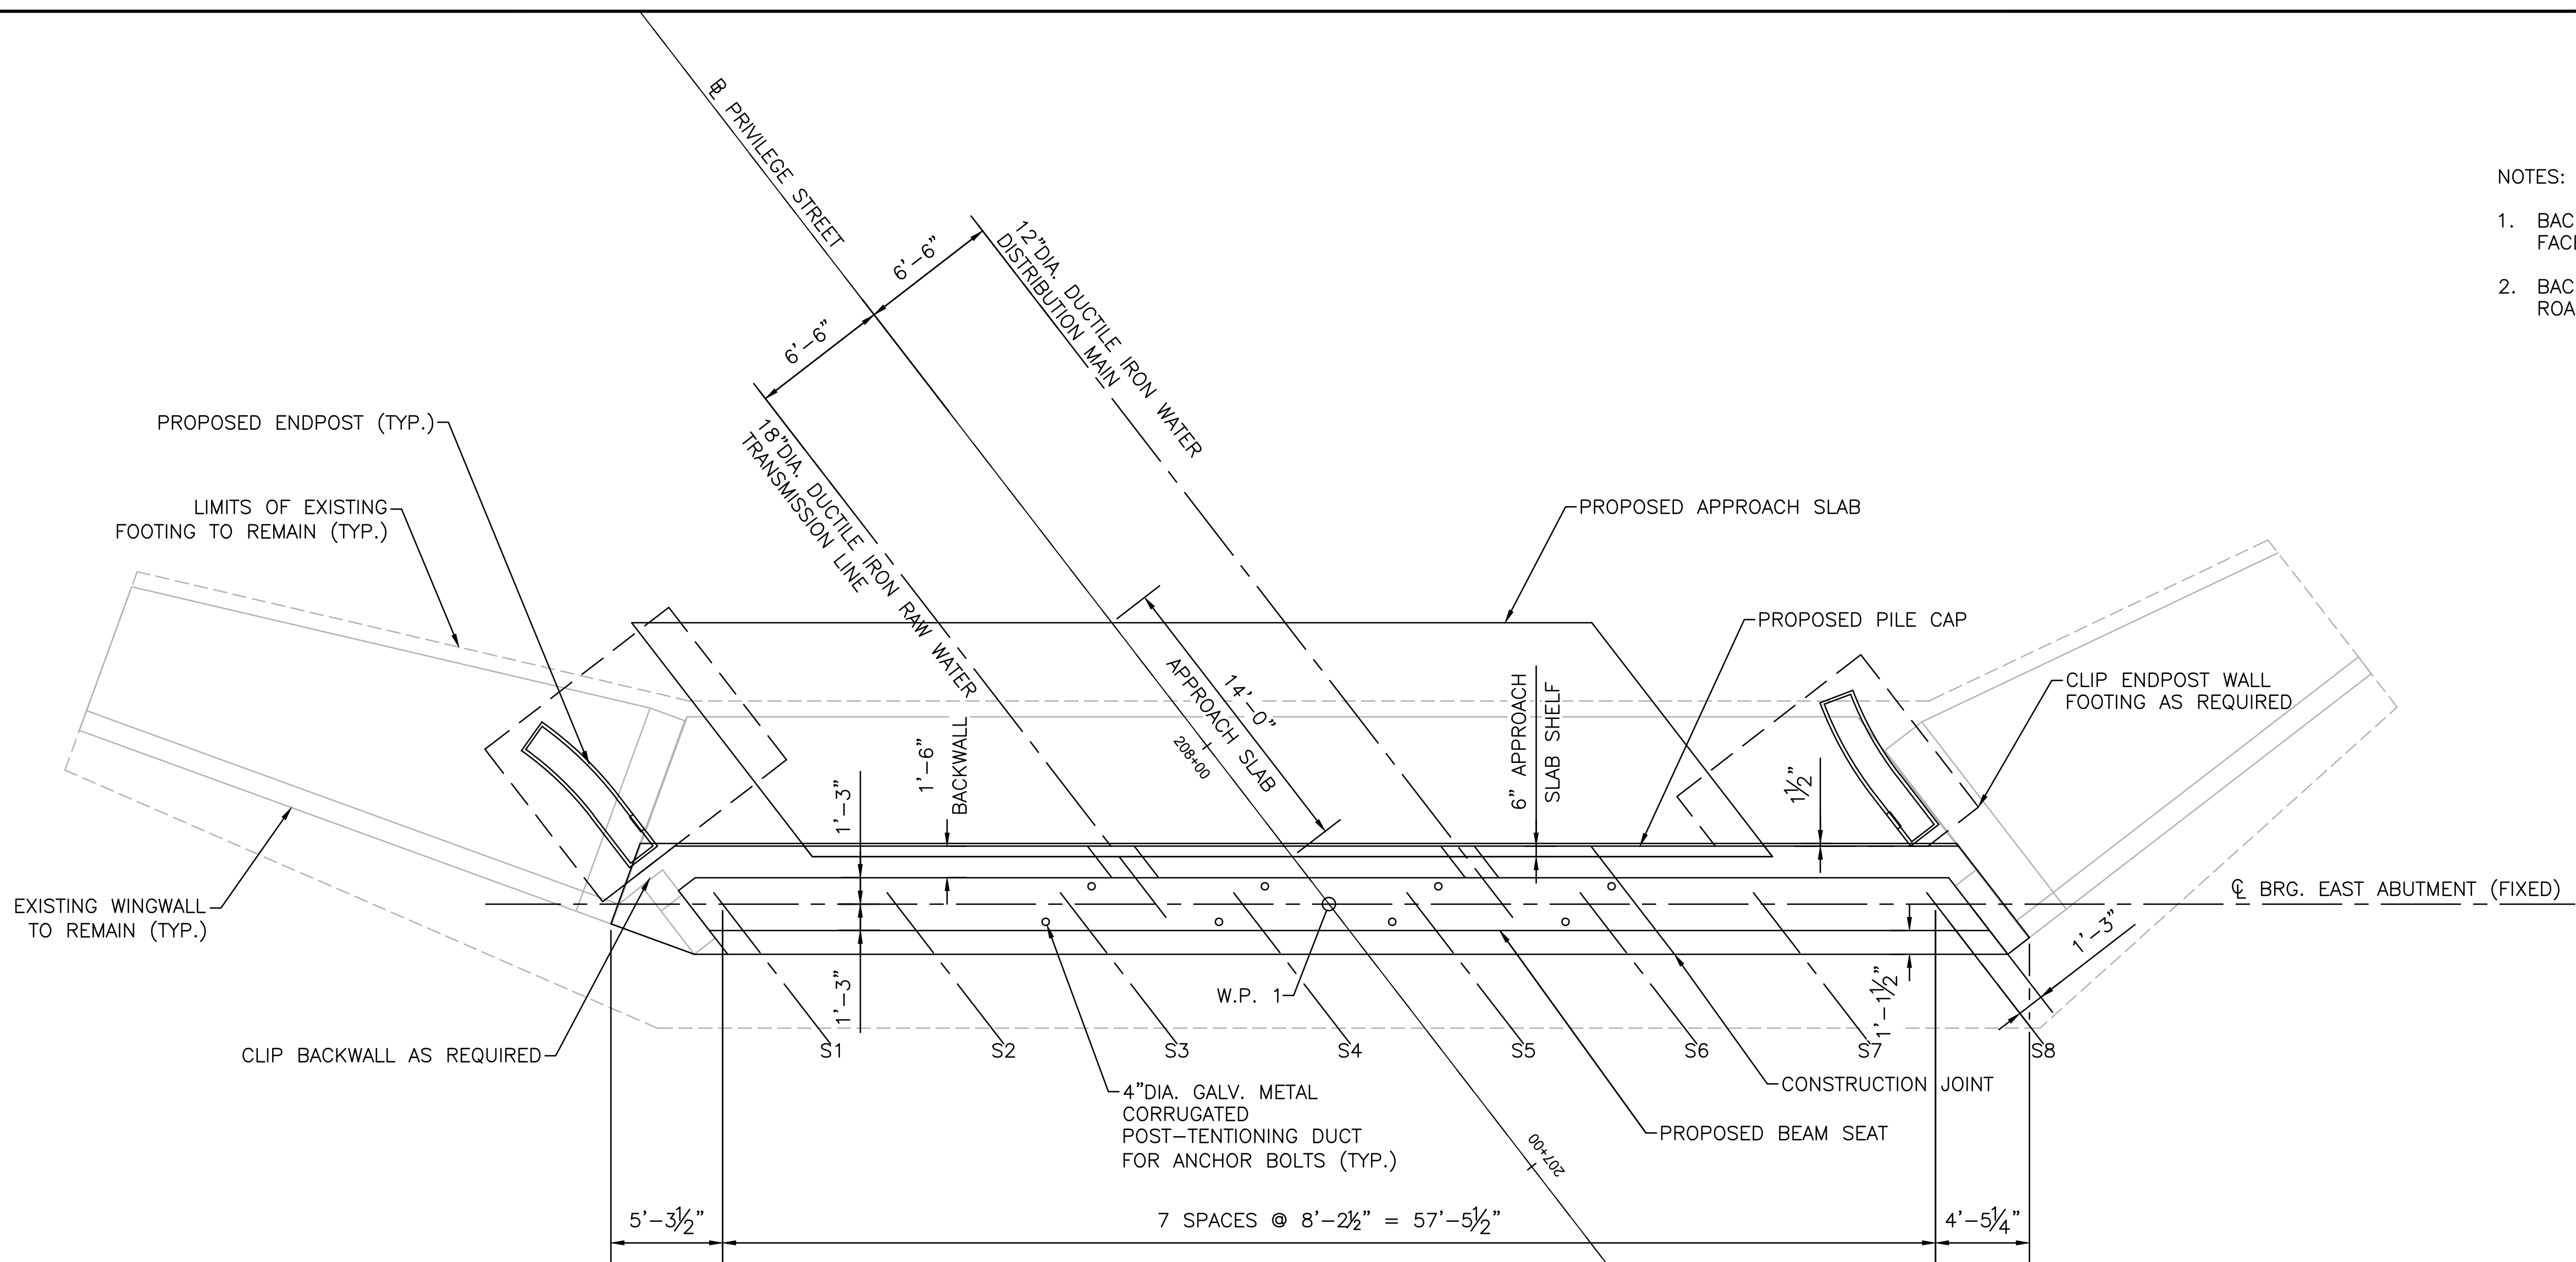 ℄ PRIVILEGE STREET
NOTES:
1. BAC
FACI
2. BAC
ROA
6'-6"
6'-6"
12"DIA. DUCTILE IRON WATER
DISTRIBUTION MAIN
18"DIA. DUCTILE IRON RAW WATER
TRANSMISSION LINE
PROPOSED ENDPOST (TYP.)
LIMITS OF EXISTING
FOOTING TO REMAIN (TYP.)
PROPOSED APPROACH SLAB
PROPOSED PILE CAP
CLIP ENDPOST WALL
FOOTING AS REQUIRED
14'-0"
APPROACH SLAB
208+00
1'-6"
BACKWALL
6" APPROACH
SLAB SHELF
1'-3"
1½"
℄ BRG. EAST ABUTMENT (FIXED)
EXISTING WINGWALL
TO REMAIN (TYP.)
1'-3"
1'-3"
W.P. 1
1'-1½"
CLIP BACKWALL AS REQUIRED
S1
S2
S3
S4
S5
S6
S7
S8
4"DIA. GALV. METAL
CORRUGATED
POST-TENTIONING DUCT
FOR ANCHOR BOLTS (TYP.)
CONSTRUCTION JOINT
PROPOSED BEAM SEAT
207+00
5'-3½"
7 SPACES @ 8'-2½" = 57'-5½"
4'-5¼"